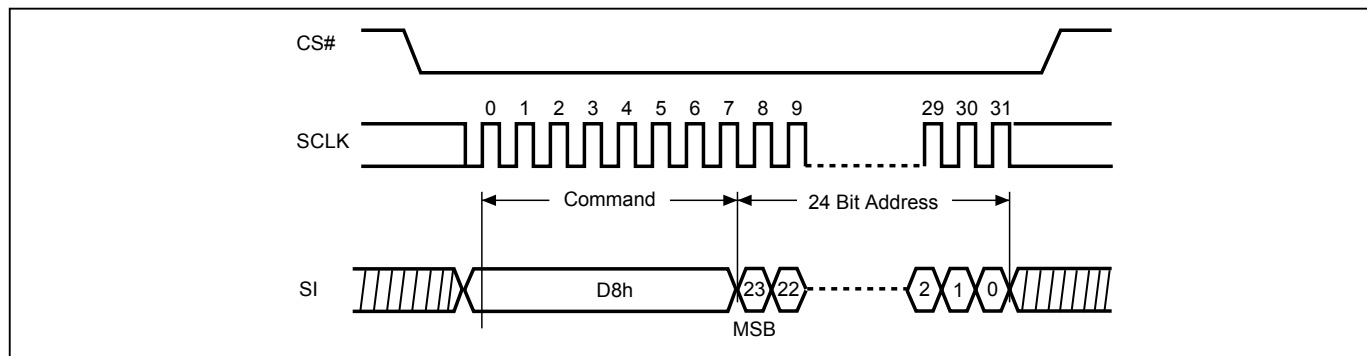 CS#
0 1 2 3 4 5 6 7 8 9 29 30 31
SCLK
Command 24 Bit Address
SI D8h 23 22 2 1 0
MSB